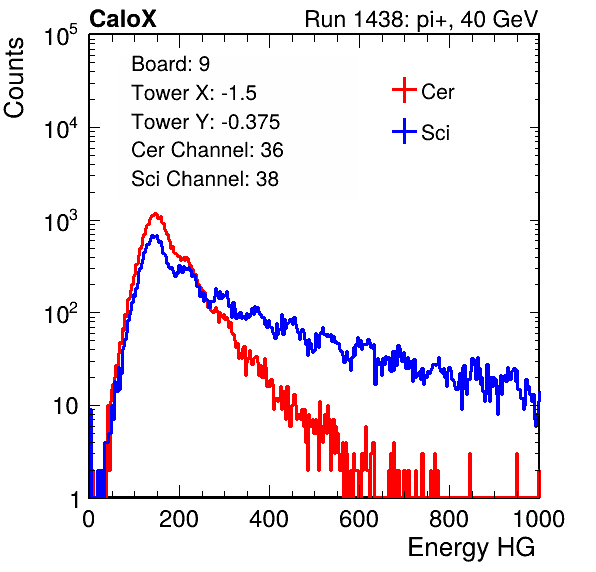 CaloX Run 1438: pi+, 40 GeV
Counts
Board: 9
Tower X: -1.5
Tower Y: -0.375
Cer Channel: 36
Sci Channel: 38
Cer
Sci
10^5
10^4
10^3
10^2
10
1
0 200 400 600 800 1000
Energy HG